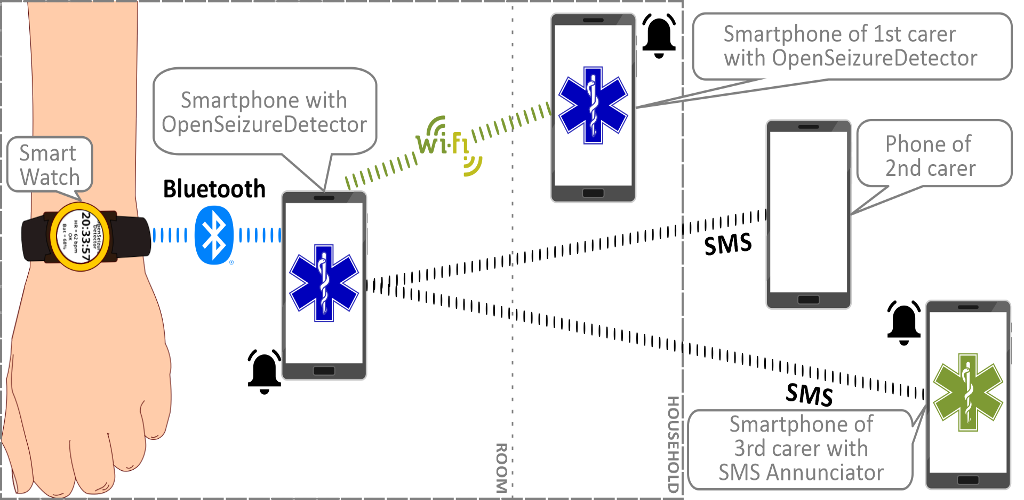 Smartphone of 1st carer
with OpenSeizureDetector
Smartphone with
OpenSeizureDetector
Wi-Fi
Smart
Watch
Phone of
2nd carer
Bluetooth
20:33:57
SMS
SMS
HOUSEHOLD
ROOM
Smartphone of
3rd carer with
SMS Annunciator